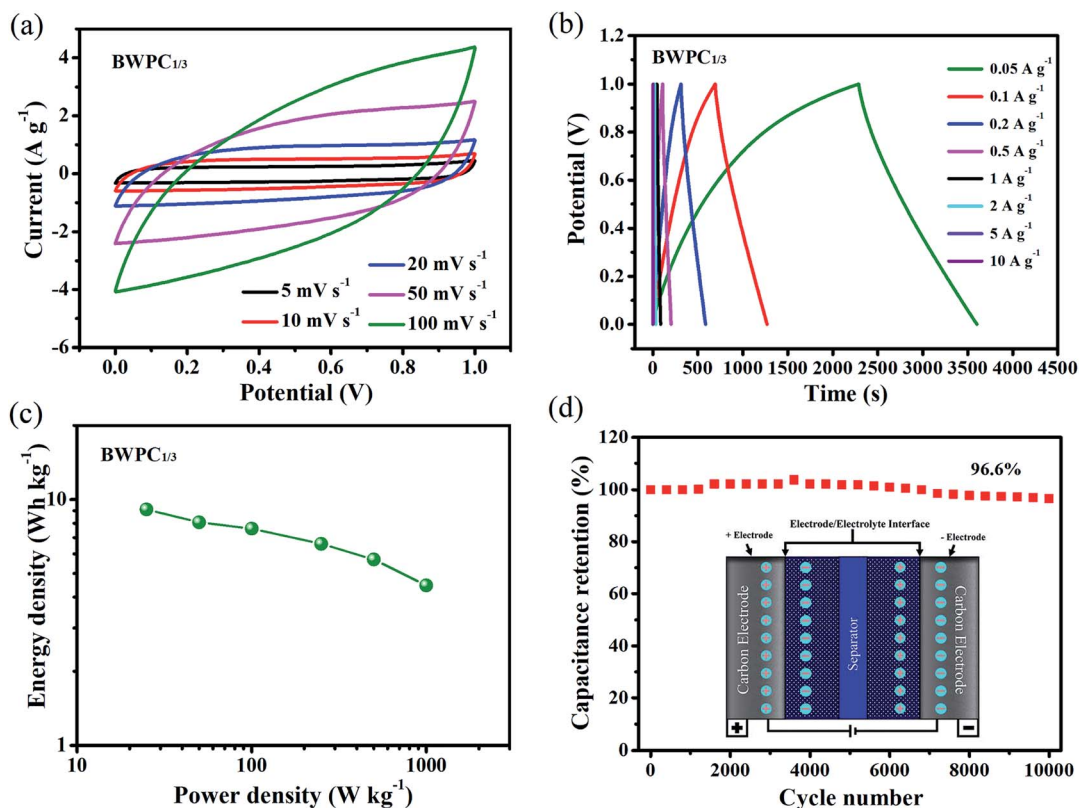 (a)
BWPC1/3
Current (A g-1)
4
2
0
-2
-4
-6
20 mV s-1
5 mV s-1
50 mV s-1
10 mV s-1
100 mV s-1
0.0 0.2 0.4 0.6 0.8 1.0
Potential (V)
(b)
BWPC1/3
Potential (V)
1.2
1.0
0.8
0.6
0.4
0.2
0.0
0.05 A g-1
0.1 A g-1
0.2 A g-1
0.5 A g-1
1 A g-1
2 A g-1
5 A g-1
10 A g-1
0 500 1000 1500 2000 2500 3000 3500 4000 4500
Time (s)
(c)
BWPC1/3
Energy density (Wh kg-1)
10
1
10 100 1000
Power density (W kg-1)
(d)
Capacitance retention (%)
120
100
80
60
40
20
0
96.6%
Electrode/Electrolyte Interface
+ Electrode
- Electrode
Carbon Electrode
Separator
Carbon Electrode
+
-
0 2000 4000 6000 8000 10000
Cycle number